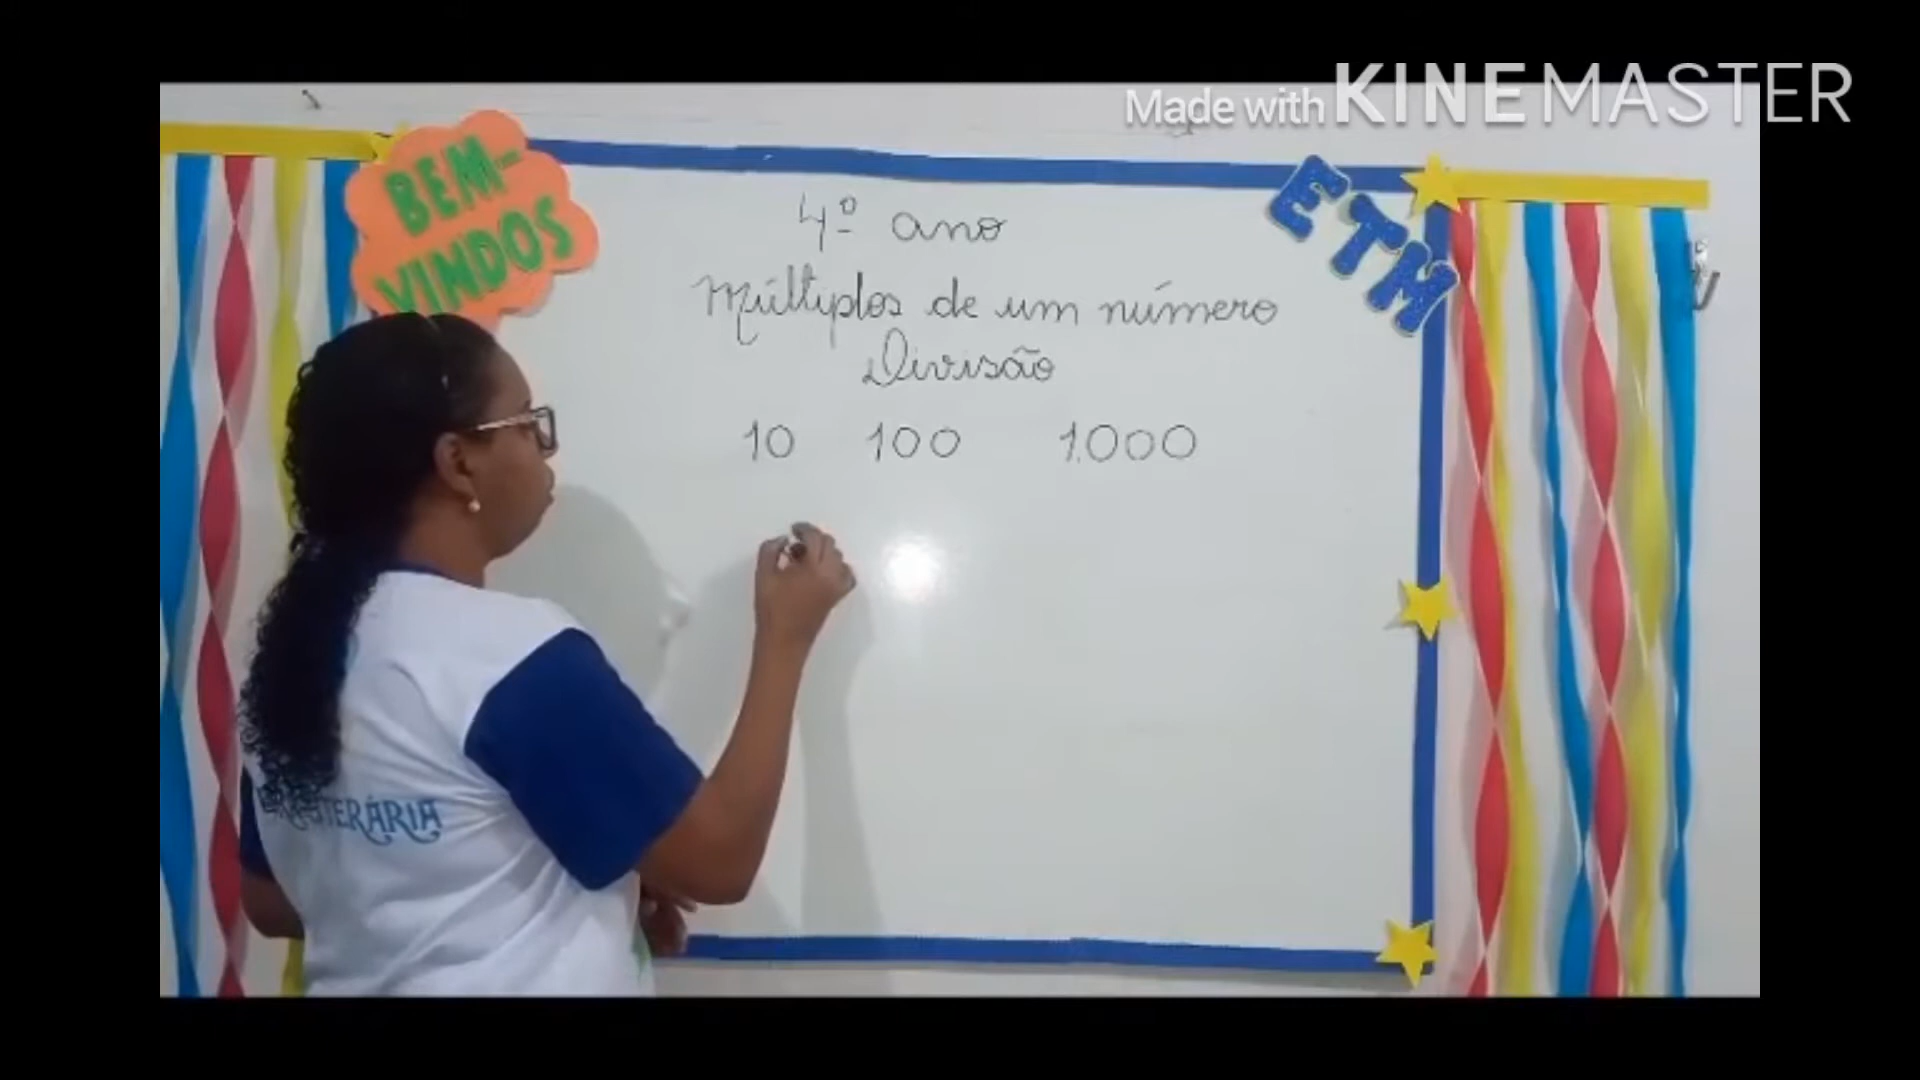 Made with KINEMASTER
BEM-
VINDOS
ETM
4º ano
Múltiplos de um número
Divisão
10 100 1.000